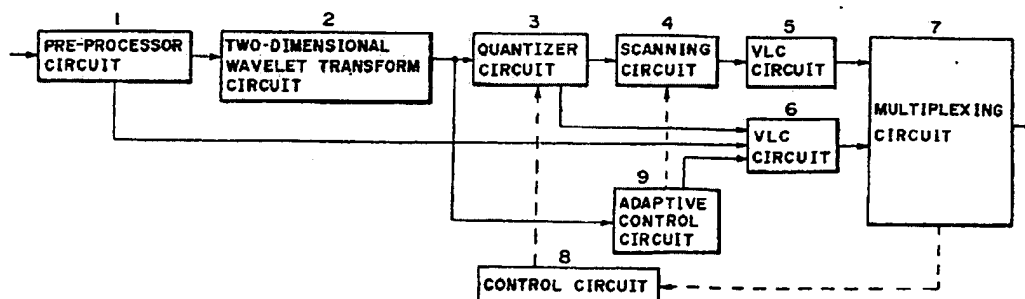 1
PRE-PROCESSOR
CIRCUIT
2
TWO-DIMENSIONAL
WAVELET TRANSFORM
CIRCUIT
3
QUANTIZER
CIRCUIT
4
SCANNING
CIRCUIT
5
VLC
CIRCUIT
6
VLC
CIRCUIT
7
MULTIPLEXING
CIRCUIT
9
ADAPTIVE
CONTROL
CIRCUIT
8
CONTROL CIRCUIT